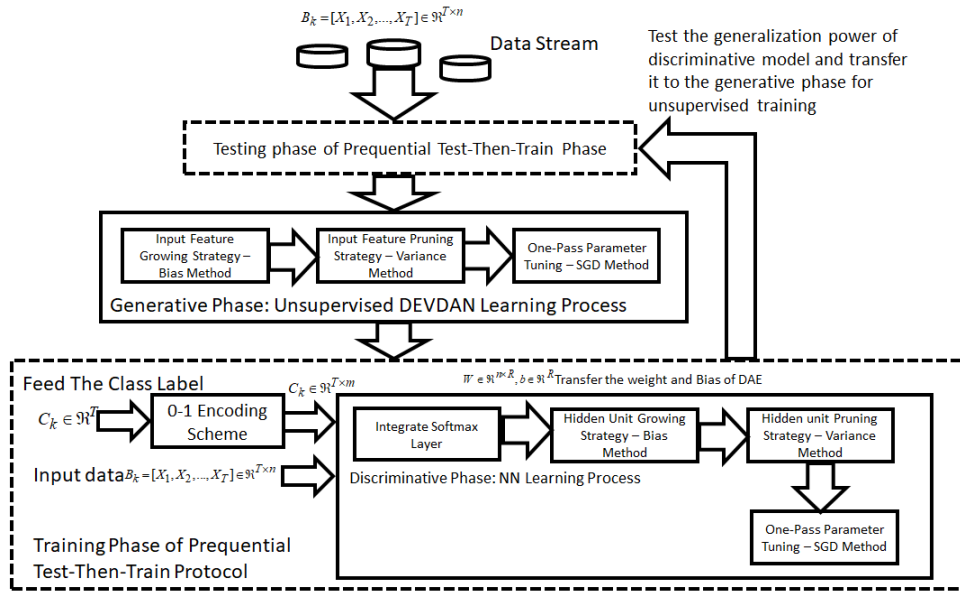 B_k = [X_1, X_2, ..., X_T] ∈ ℜ^{T×n}
Data Stream
Test the generalization power of
discriminative model and transfer
it to the generative phase for
unsupervised training
Testing phase of Prequential Test-Then-Train Phase
Input Feature
Growing Strategy –
Bias Method
Input Feature Pruning
Strategy – Variance
Method
One-Pass Parameter
Tuning – SGD Method
Generative Phase: Unsupervised DEVDAN Learning Process
Feed The Class Label
C_k ∈ ℜ^T
0-1 Encoding
Scheme
C_k ∈ ℜ^{T×m}
W ∈ ℜ^{n×R}, b ∈ ℜ^R Transfer the weight and Bias of DAE
Integrate Softmax
Layer
Hidden Unit Growing
Strategy – Bias
Method
Hidden unit Pruning
Strategy – Variance
Method
Input data B_k = [X_1, X_2, ..., X_T] ∈ ℜ^{T×n}
Discriminative Phase: NN Learning Process
One-Pass Parameter
Tuning – SGD Method
Training Phase of Prequential
Test-Then-Train Protocol